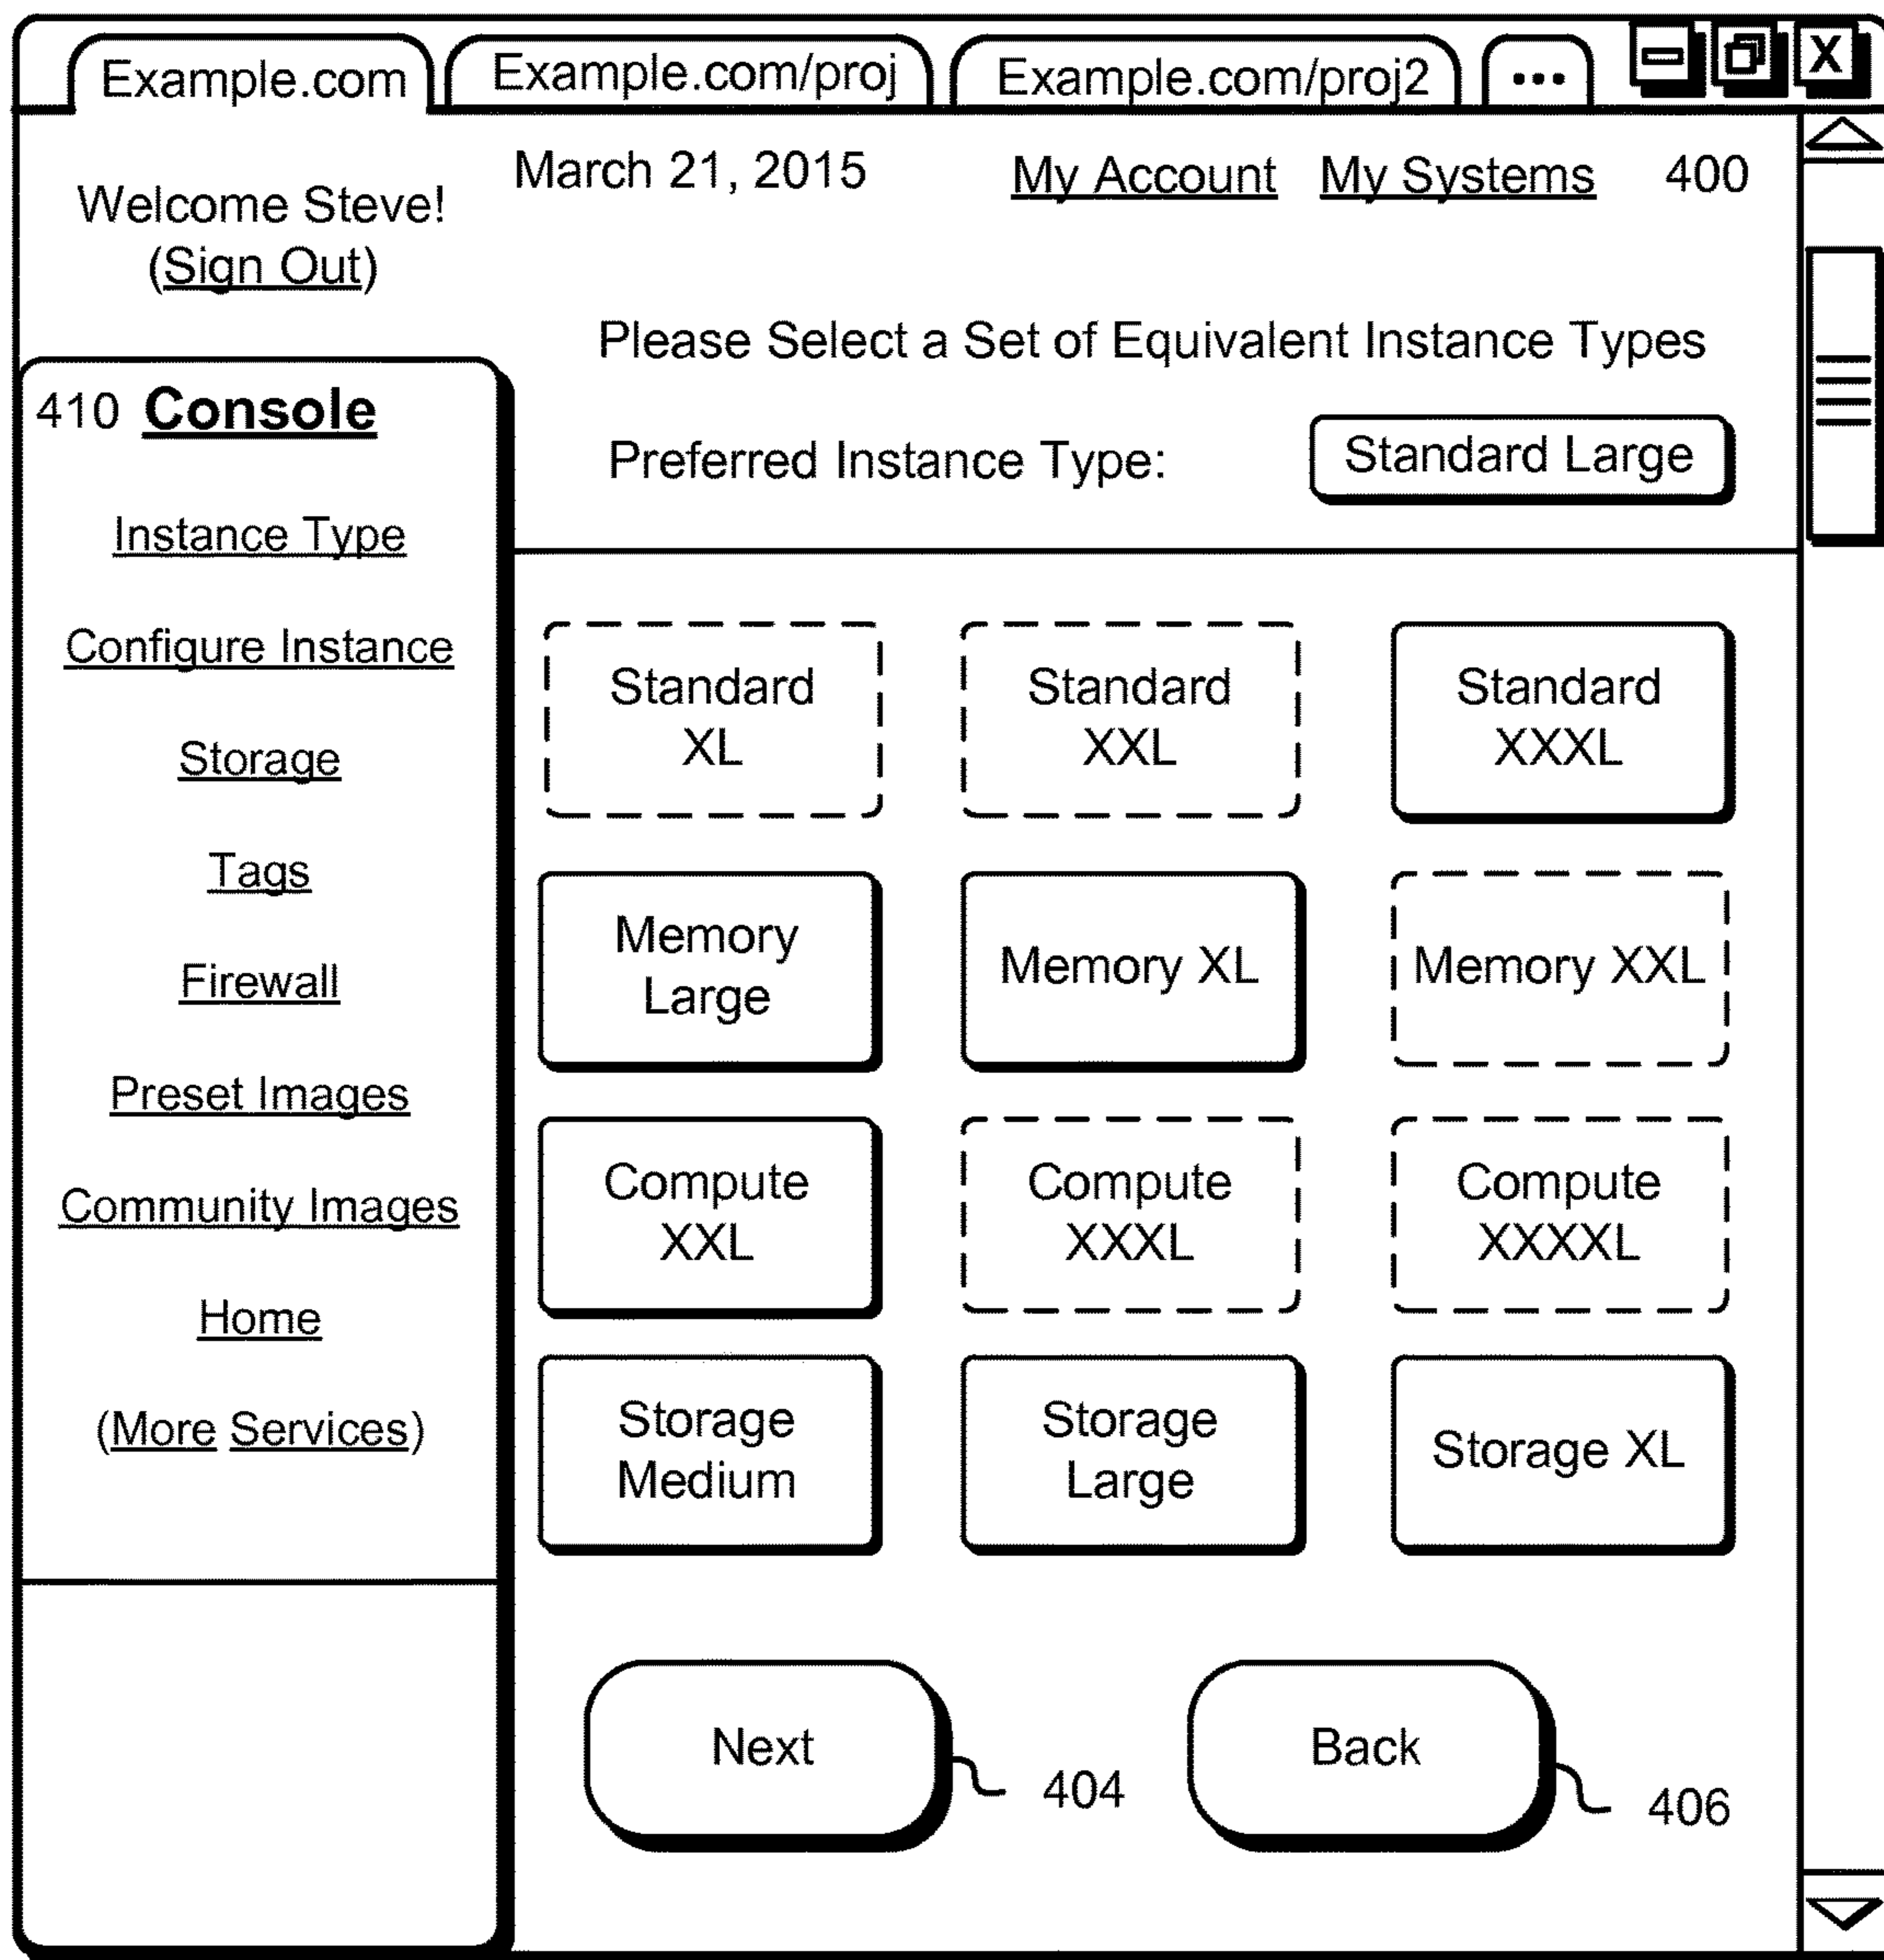 Example.com
Example.com/proj
Example.com/proj2
...
X
Welcome Steve!
(Sign Out)
March 21, 2015
My Account
My Systems
400
Please Select a Set of Equivalent Instance Types
Preferred Instance Type:
Standard Large
410 Console
Instance Type
Configure Instance
Storage
Tags
Firewall
Preset Images
Community Images
Home
(More Services)
Standard
XL
Standard
XXL
Standard
XXXL
Memory
Large
Memory XL
Memory XXL
Compute
XXL
Compute
XXXL
Compute
XXXXL
Storage
Medium
Storage
Large
Storage XL
Next
404
Back
406